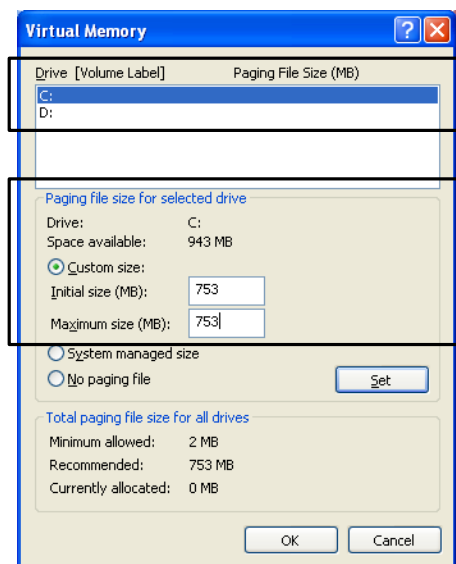 Virtual Memory
Drive [Volume Label] Paging File Size (MB)
C:
D:
Paging file size for selected drive
Drive: C:
Space available: 943 MB
Custom size:
Initial size (MB): 753
Maximum size (MB): 753
System managed size
No paging file Set
Total paging file size for all drives
Minimum allowed: 2 MB
Recommended: 753 MB
Currently allocated: 0 MB
OK Cancel